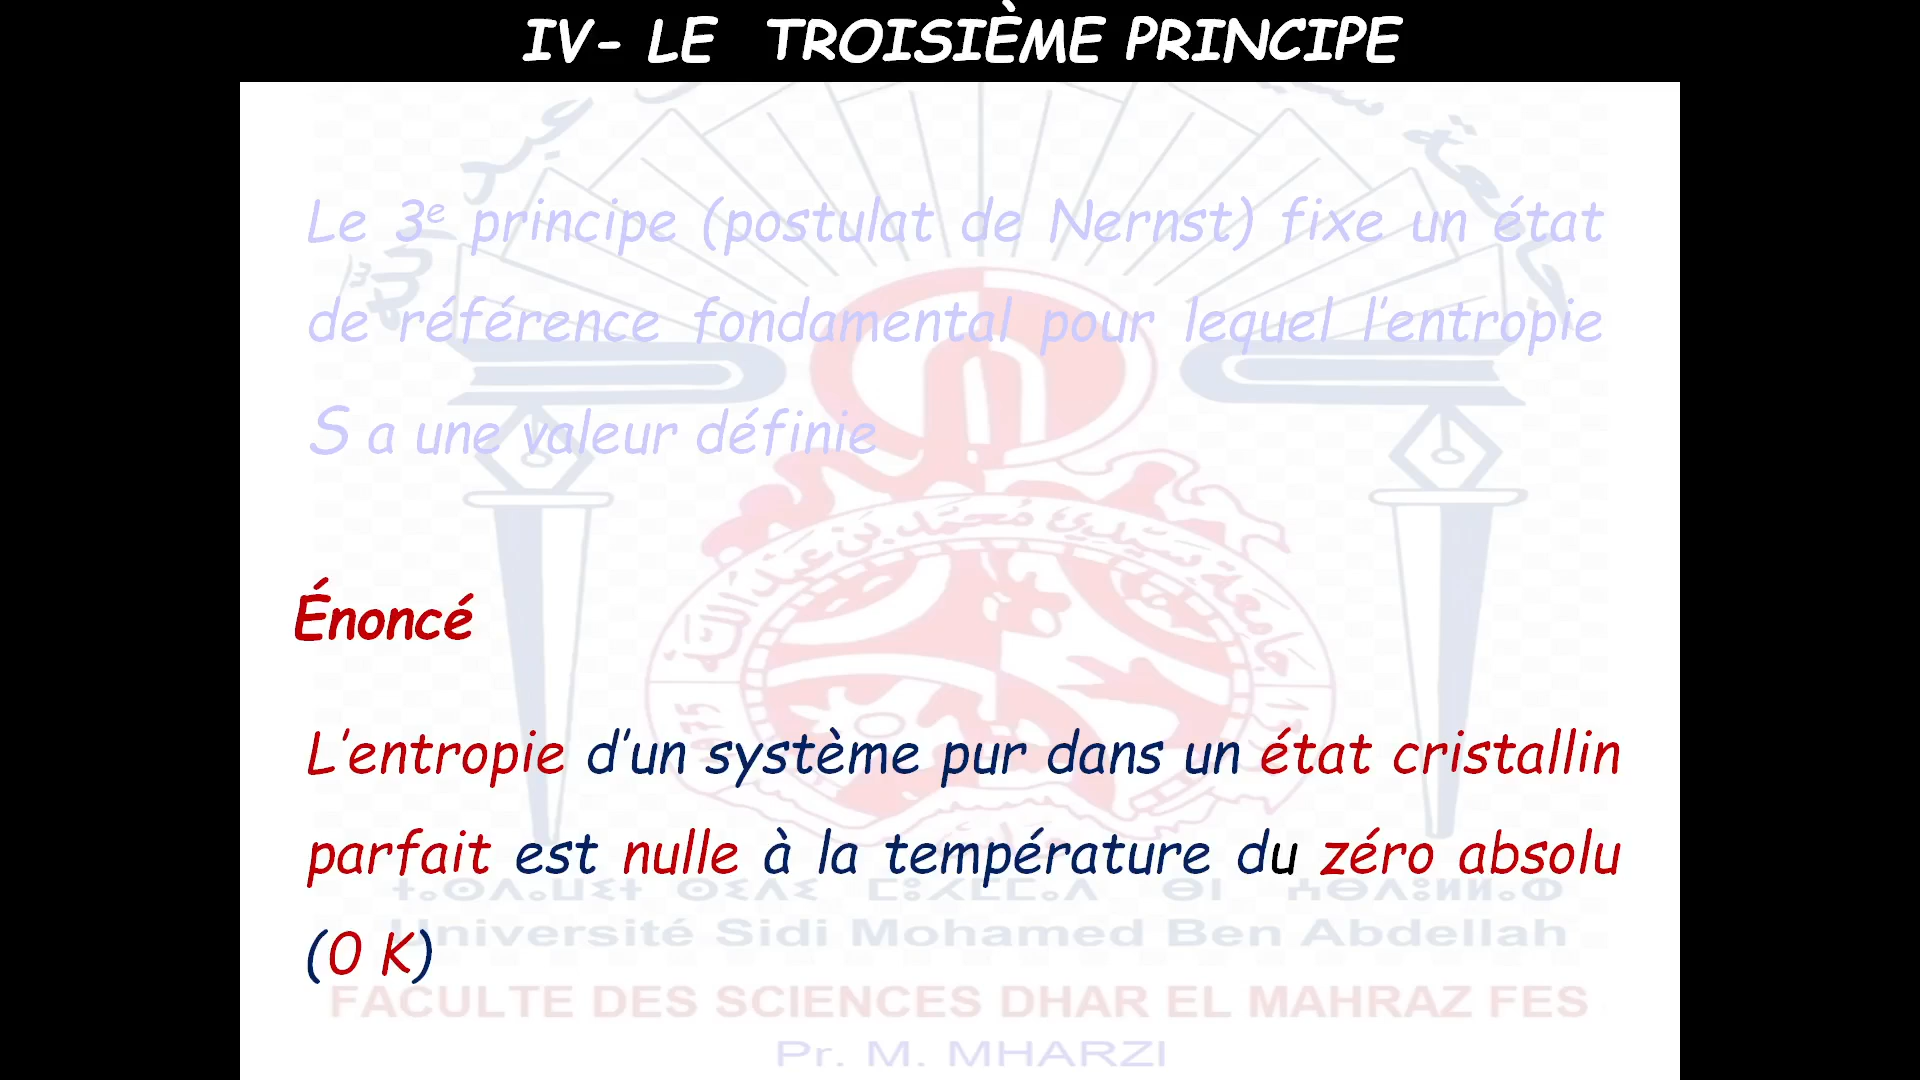 IV- LE TROISIÈME PRINCIPE
Le 3e principe (postulat de Nernst) fixe un état
de référence fondamental pour lequel l'entropie
S a une valeur définie
Énoncé
L'entropie d'un système pur dans un état cristallin
parfait est nulle à la température du zéro absolu
(0 K)
Université Sidi Mohamed Ben Abdellah
FACULTE DES SCIENCES DHAR EL MAHRAZ FES
Pr. M. MHARZI